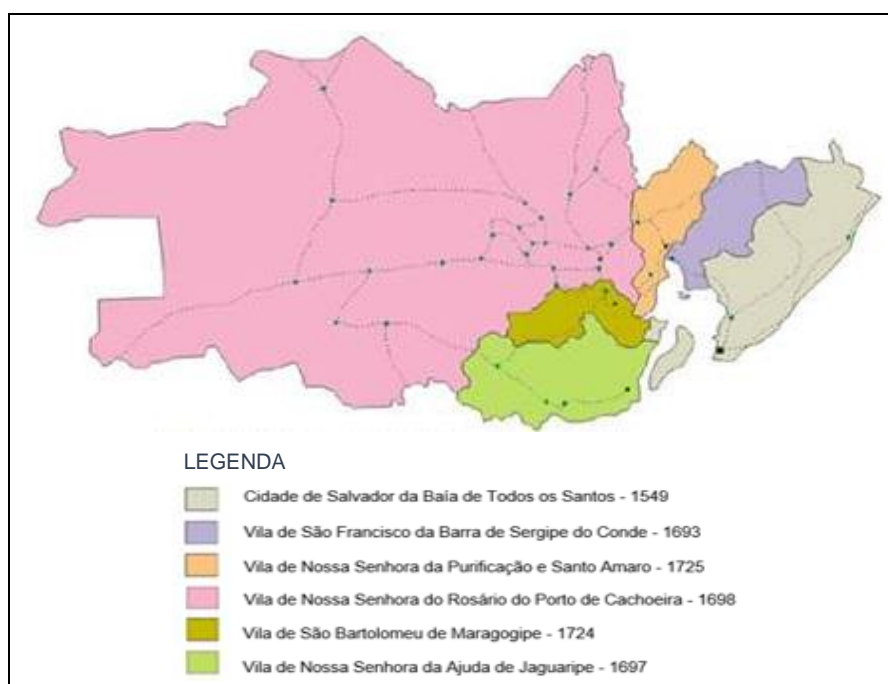 LEGENDA
Cidade de Salvador da Baía de Todos os Santos - 1549
Vila de São Francisco da Barra de Sergipe do Conde - 1693
Vila de Nossa Senhora da Purificação e Santo Amaro - 1725
Vila de Nossa Senhora do Rosário do Porto de Cachoeira - 1698
Vila de São Bartolomeu de Maragogipe - 1724
Vila de Nossa Senhora da Ajuda de Jaguaripe - 1697